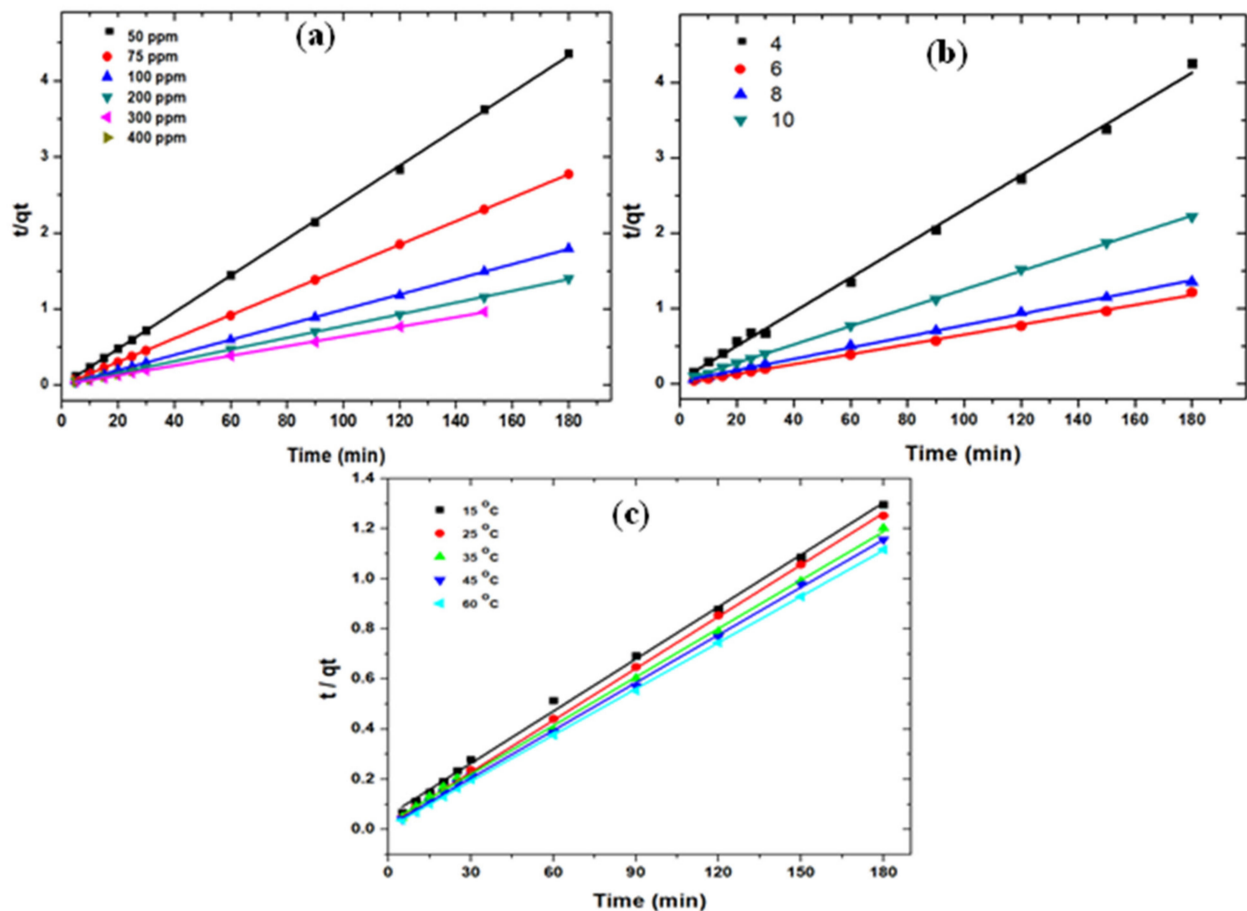 (a)
50 ppm
75 ppm
100 ppm
200 ppm
300 ppm
400 ppm
t/qt
4
3
2
1
0
0 20 40 60 80 100 120 140 160 180
Time (min)
(b)
4
6
8
10
t/qt
4
3
2
1
0
0 20 40 60 80 100 120 140 160 180
Time (min)
(c)
15 °C
25 °C
35 °C
45 °C
60 °C
t / qt
1.4
1.2
1.0
0.8
0.6
0.4
0.2
0.0
0 30 60 90 120 150 180
Time (min)